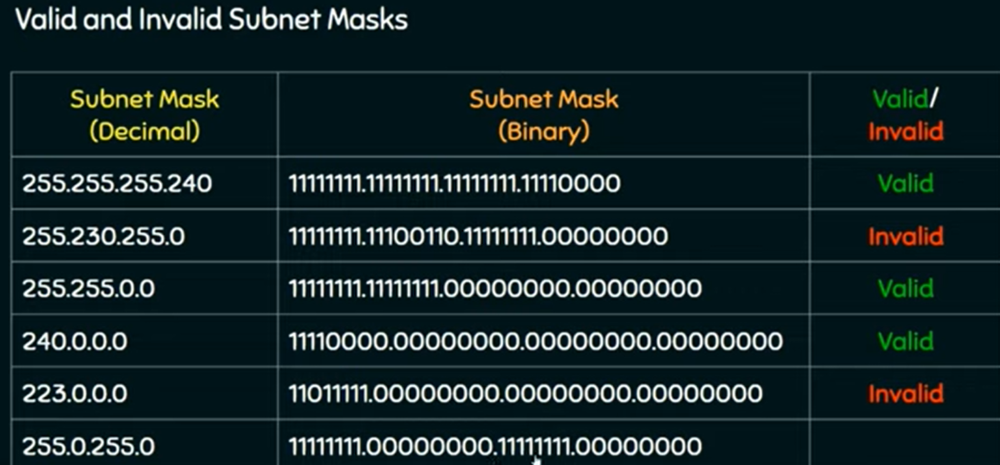 Valid and Invalid Subnet Masks
Subnet Mask (Decimal) Subnet Mask (Binary) Valid/ Invalid
255.255.255.240 11111111.11111111.11111111.11110000 Valid
255.230.255.0 11111111.11100110.11111111.00000000 Invalid
255.255.0.0 11111111.11111111.00000000.00000000 Valid
240.0.0.0 11110000.00000000.00000000.00000000 Valid
223.0.0.0 11011111.00000000.00000000.00000000 Invalid
255.0.255.0 11111111.00000000.11111111.00000000